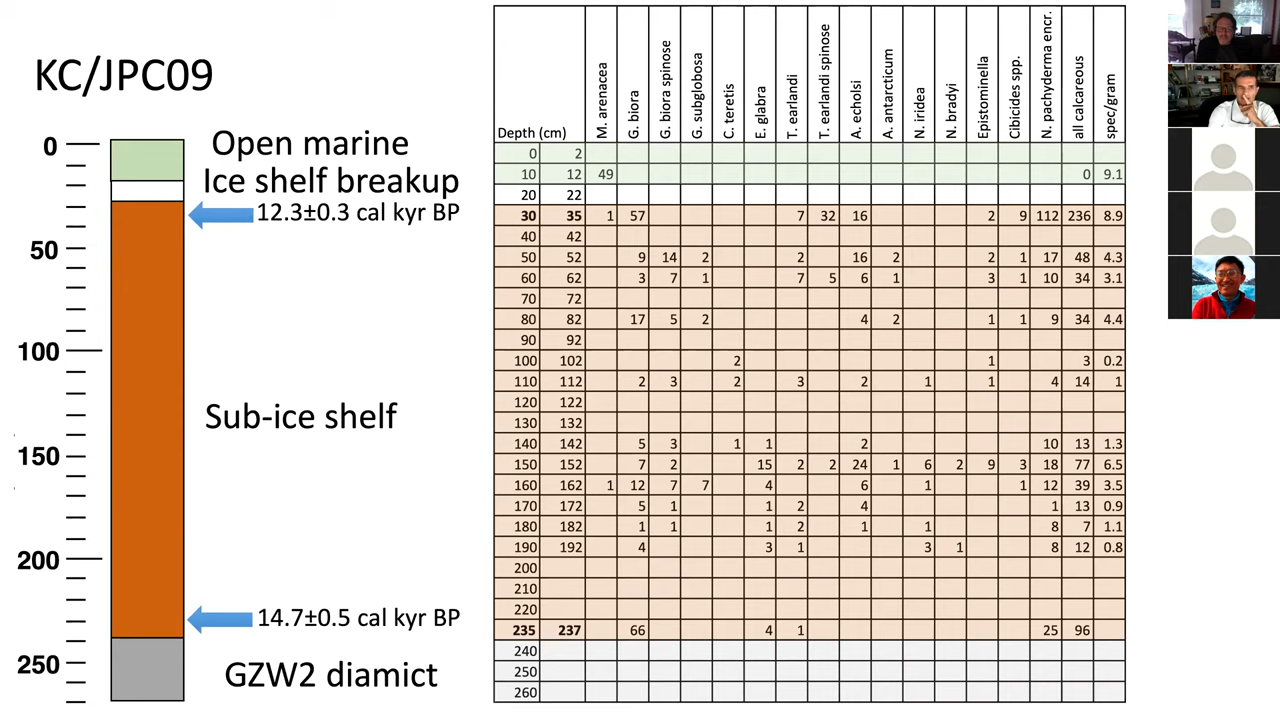 KC/JPC09
0
50
100
150
200
250
Open marine
Ice shelf breakup
12.3±0.3 cal kyr BP
Sub-ice shelf
14.7±0.5 cal kyr BP
GZW2 diamict
Depth (cm) M. arenacea G. biora G. biora spinose G. subglobosa C. teretis E. glabra T. earlandi T. earlandi spinose A. echolsi A. antarcticum N. iridea N. bradyi Epistominella Cibicides spp. N. pachyderma encr. all calcareous spec/gram
0 2
10 12 49 0 9.1
20 22
30 35 1 57 7 32 16 2 9 112 236 8.9
40 42
50 52 9 14 2 2 16 2 2 1 17 48 4.3
60 62 3 7 1 7 5 6 1 3 1 10 34 3.1
70 72
80 82 17 5 2 4 2 1 1 9 34 4.4
90 92
100 102 2 1 3 0.2
110 112 2 3 2 3 2 1 1 4 14 1
120 122
130 132
140 142 5 3 1 1 2 10 13 1.3
150 152 7 2 15 2 2 24 1 6 2 9 3 18 77 6.5
160 162 1 12 7 7 4 6 1 1 12 39 3.5
170 172 5 1 1 2 4 1 13 0.9
180 182 1 1 1 2 1 1 8 7 1.1
190 192 4 3 1 3 1 8 12 0.8
200
210
220
235 237 66 4 1 25 96
240
250
260